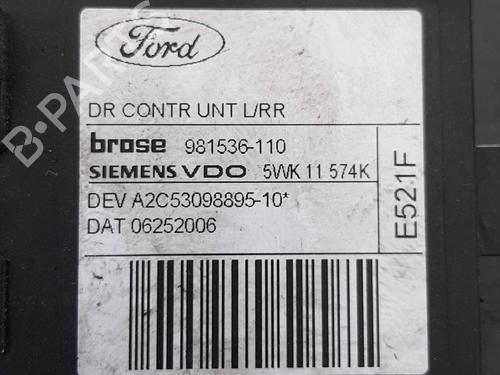 Ford
DR CONTR UNT L/RR
brose 981536-110
SIEMENS VDO 5WK 11 574K
DEV A2C53098895-10*
DAT 06252006
E521F
B-PARTS